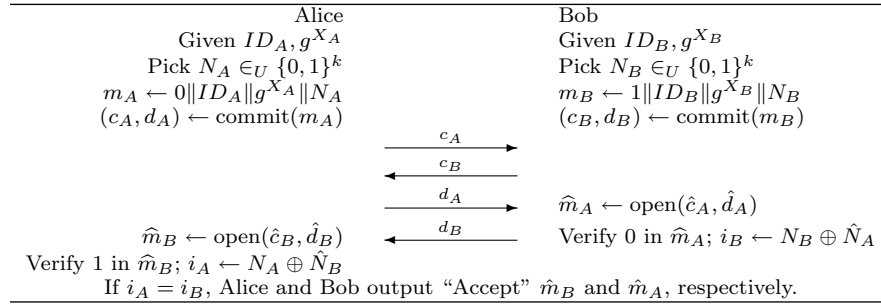 Alice Bob
Given ID_A, g^{X_A} Given ID_B, g^{X_B}
Pick N_A ∈_U {0, 1}^k Pick N_B ∈_U {0, 1}^k
m_A ← 0‖ID_A‖g^{X_A}‖N_A m_B ← 1‖ID_B‖g^{X_B}‖N_B
(c_A, d_A) ← commit(m_A) (c_B, d_B) ← commit(m_B)
c_A
c_B
d_A m̂_A ← open(ĉ_A, d̂_A)
m̂_B ← open(ĉ_B, d̂_B) d_B Verify 0 in m̂_A; i_B ← N_B ⊕ N̂_A
Verify 1 in m̂_B; i_A ← N_A ⊕ N̂_B
If i_A = i_B, Alice and Bob output “Accept” m̂_B and m̂_A, respectively.